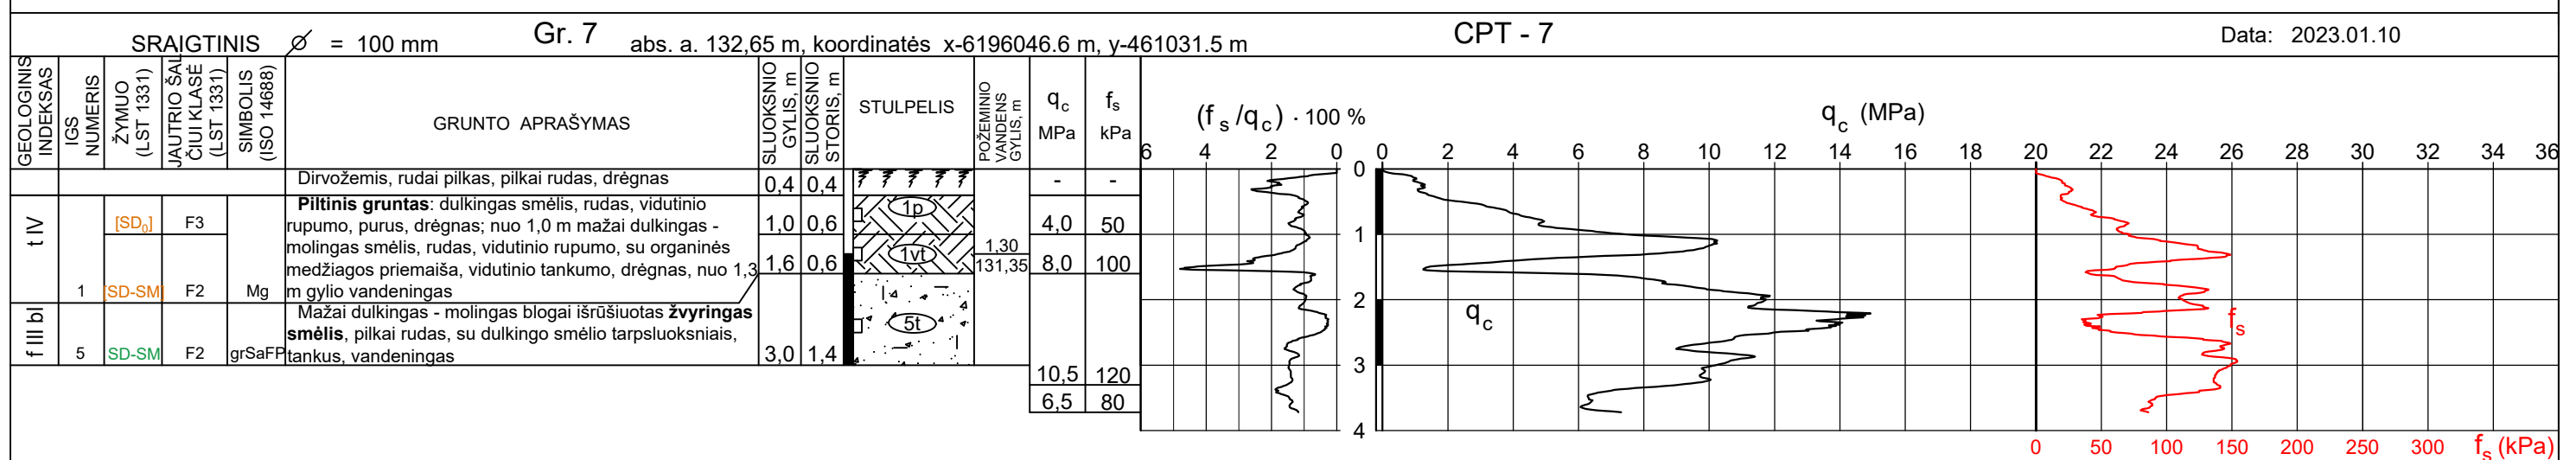 SRAIGTINIS ⌀ = 100 mm Gr. 7 abs. a. 132,65 m, koordinatės x-6196046.6 m, y-461031.5 m CPT - 7 Data: 2023.01.10
GEOLOGINIS
INDEKSAS
IGS
NUMERIS
ŽYMUO
(LST 1331)
JAUTRIO ŠAL
ČIUI KLASĖ
(LST 1331)
SIMBOLIS
(ISO 14688)
GRUNTO APRAŠYMAS
SLUOKSNIO
GYLIS, m
SLUOKSNIO
STORIS, m
STULPELIS
POŽEMINIO
VANDENS
GYLIS, m
qc
MPa
fs
kPa
(fs/qc) · 100 %
6 4 2 0
qc (MPa)
0 2 4 6 8 10 12 14 16 18 20 22 24 26 28 30 32 34 36
Dirvožemis, rudai pilkas, pilkai rudas, drėgnas
0,4 0,4 - -
t IV
[SD0] F3
Piltinis gruntas: dulkingas smėlis, rudas, vidutinio
rupumo, purus, drėgnas; nuo 1,0 m mažai dulkingas -
molingas smėlis, rudas, vidutinio rupumo, su organinės
medžiagos priemaiša, vidutinio tankumo, drėgnas, nuo 1,3
m gylio vandeningas
1,0 0,6 1p 4,0 50
1 [SD-SM] F2 Mg
1,6 0,6 1vt 1,30
131,35 8,0 100
f III bl
5 SD-SM F2 grSaFP
Mažai dulkingas - molingas blogai išrūšiuotas žvyringas
smėlis, pilkai rudas, su dulkingo smėlio tarpsluoksniais,
tankus, vandeningas
3,0 1,4 5t
10,5 120
6,5 80
0
1
2
3
4
qc
fs
0 50 100 150 200 250 300 fs (kPa)